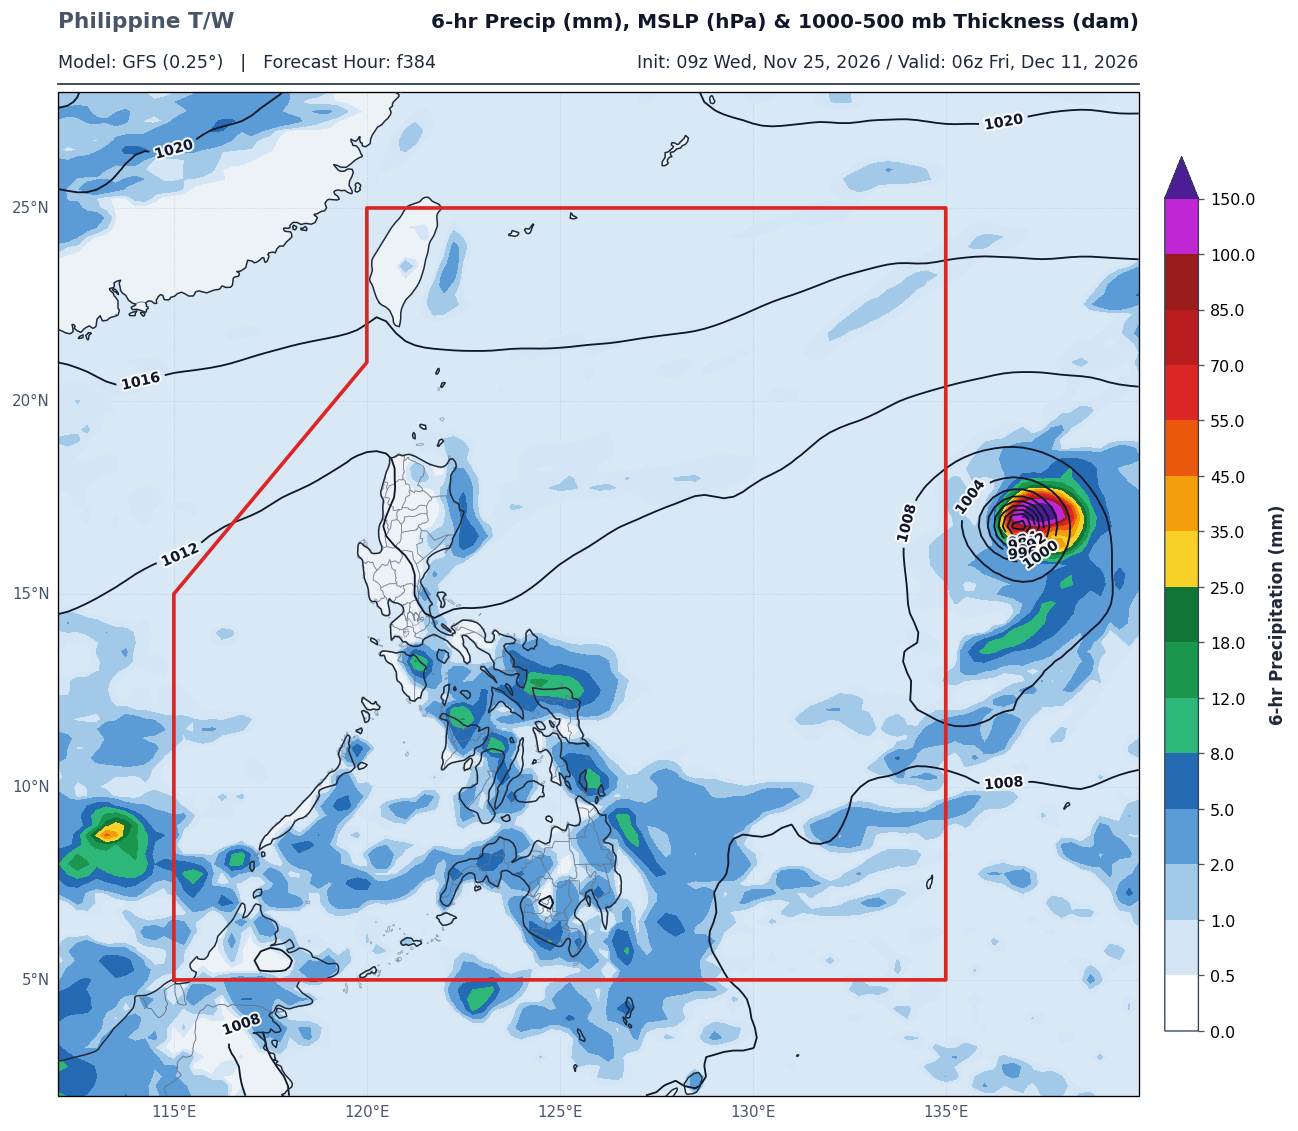 Philippine T/W
6-hr Precip (mm), MSLP (hPa) & 1000-500 mb Thickness (dam)
Model: GFS (0.25°) | Forecast Hour: f384
Init: 09z Wed, Nov 25, 2026 / Valid: 06z Fri, Dec 11, 2026
1020
1020
25°N
1016
20°N
1012
1008
1004
992
996
1000
15°N
10°N
1008
5°N
1008
115°E
120°E
125°E
130°E
135°E
150.0
100.0
85.0
70.0
55.0
45.0
35.0
25.0
18.0
12.0
8.0
5.0
2.0
1.0
0.5
0.0
6-hr Precipitation (mm)